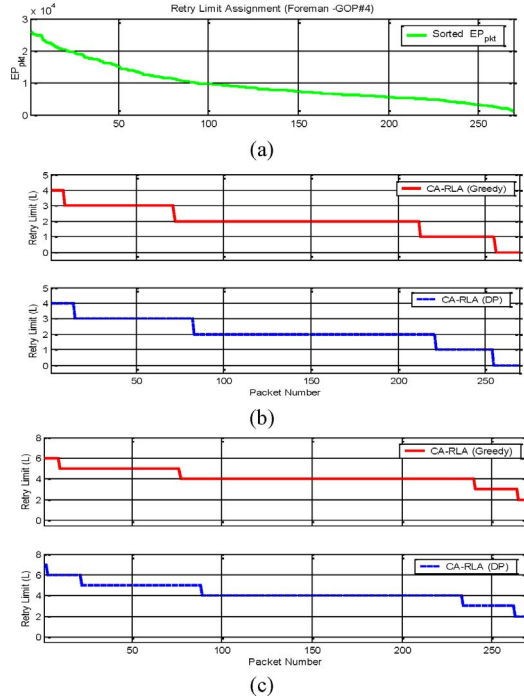 Retry Limit Assignment (Foreman -GOP#4)
x 10⁴
3
2
1
0
EP_pkt
Sorted EP_pkt
50 100 150 200 250
(a)
5
4
3
2
1
0
Retry Limit (L)
CA-RLA (Greedy)
5
4
3
2
1
0
Retry Limit (L)
CA-RLA (DP)
50 100 150 200 250
Packet Number
(b)
8
6
4
2
0
Retry Limit (L)
CA-RLA (Greedy)
8
6
4
2
0
Retry Limit (L)
CA-RLA (DP)
50 100 150 200 250
Packet Number
(c)